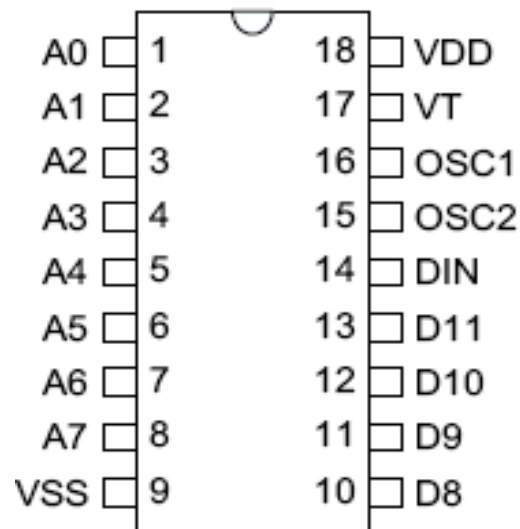 A0 1 18 VDD
A1 2 17 VT
A2 3 16 OSC1
A3 4 15 OSC2
A4 5 14 DIN
A5 6 13 D11
A6 7 12 D10
A7 8 11 D9
VSS 9 10 D8